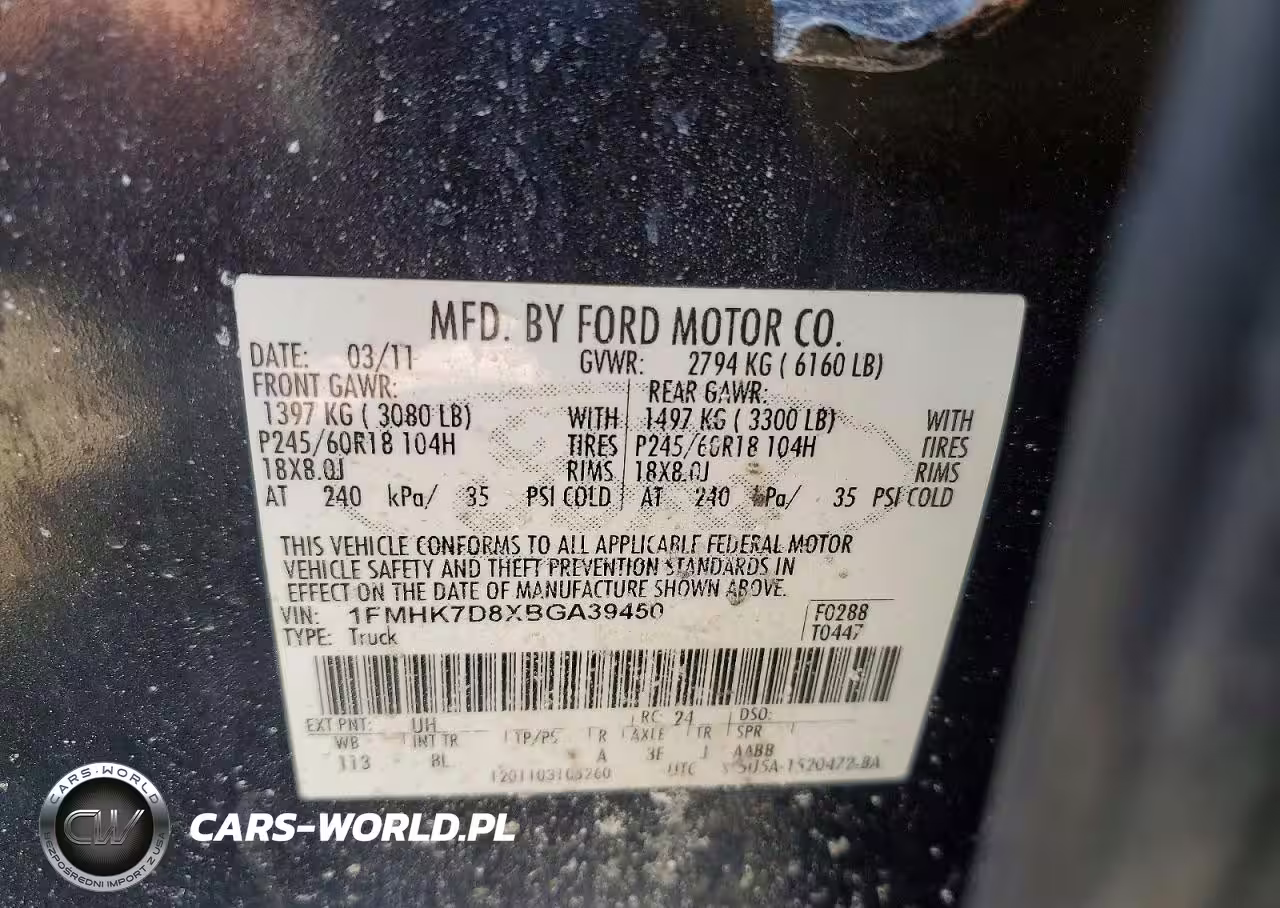 MFD. BY FORD MOTOR CO.
DATE: 03/11 GVWR: 2794 KG ( 6160 LB)
FRONT GAWR: REAR GAWR:
1397 KG ( 3080 LB) WITH 1497 KG ( 3300 LB) WITH
P245/60R18 104H TIRES P245/60R18 104H TIRES
18X8.0J RIMS 18X8.0J RIMS
AT 240 kPa/ 35 PSI COLD AT 240 kPa/ 35 PSI COLD
THIS VEHICLE CONFORMS TO ALL APPLICABLE FEDERAL MOTOR
VEHICLE SAFETY AND THEFT PREVENTION STANDARDS IN
EFFECT ON THE DATE OF MANUFACTURE SHOWN ABOVE.
VIN: 1FMHK7D8XBGA39450 F0288
TYPE: Truck T0447
EXT PNT: UH RC: 24 DSO:
WB INT TR TP/PS R AXLE TR SPR
113 BL A 3E J AABB
UTC
CARS-WORLD
CW
BEZPOŚREDNI IMPORT Z USA
CARS-WORLD.PL